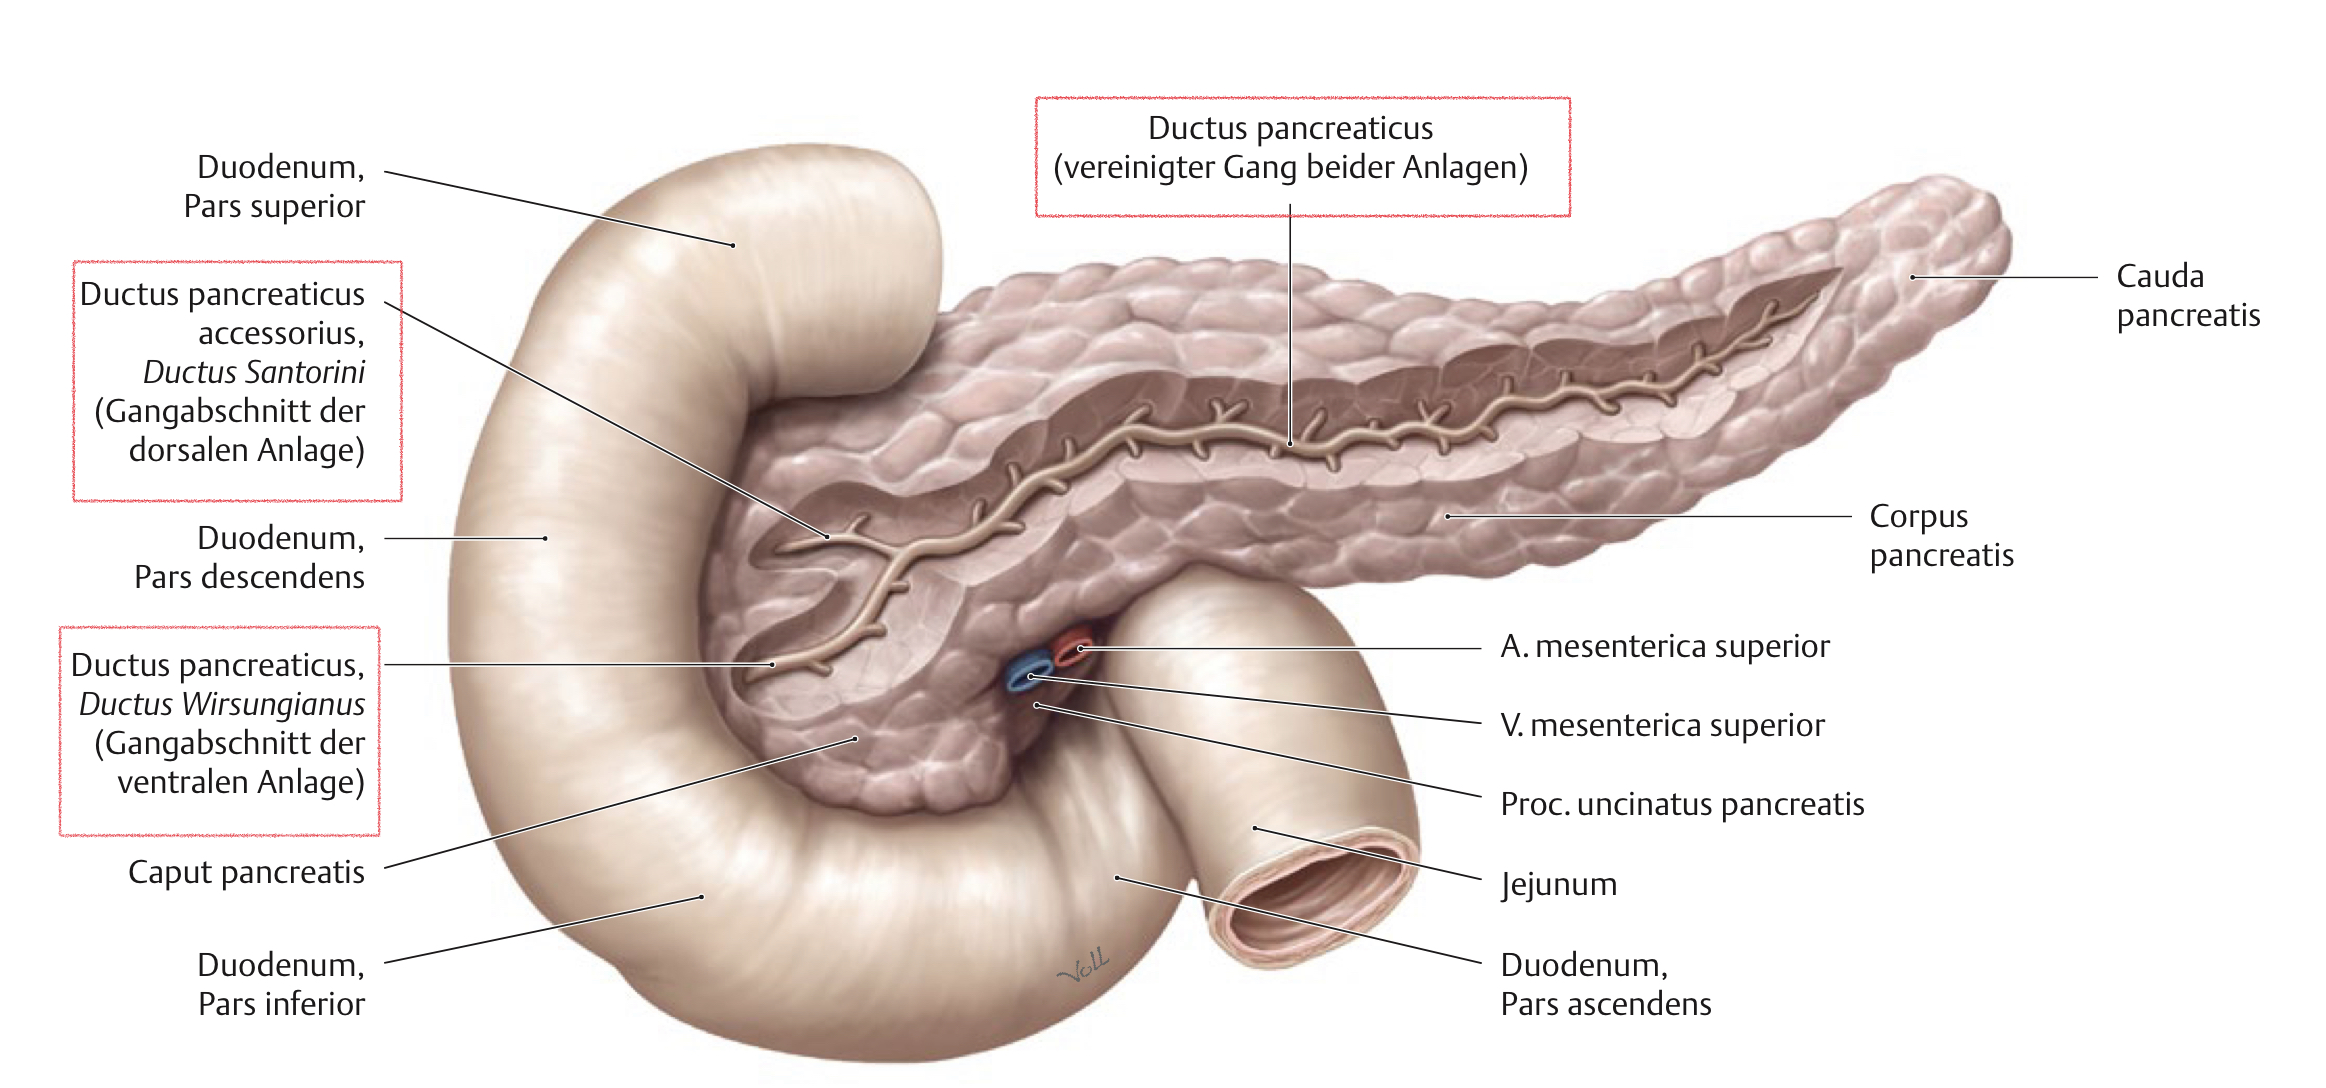 Duodenum,
Pars superior
Ductus pancreaticus
accessorius,
Ductus Santorini
(Gangabschnitt der
dorsalen Anlage)
Duodenum,
Pars descendens
Ductus pancreaticus,
Ductus Wirsungianus
(Gangabschnitt der
ventralen Anlage)
Caput pancreatis
Duodenum,
Pars inferior
Ductus pancreaticus
(vereinigter Gang beider Anlagen)
Cauda
pancreatis
Corpus
pancreatis
A. mesenterica superior
V. mesenterica superior
Proc. uncinatus pancreatis
Jejunum
Duodenum,
Pars ascendens
Voll